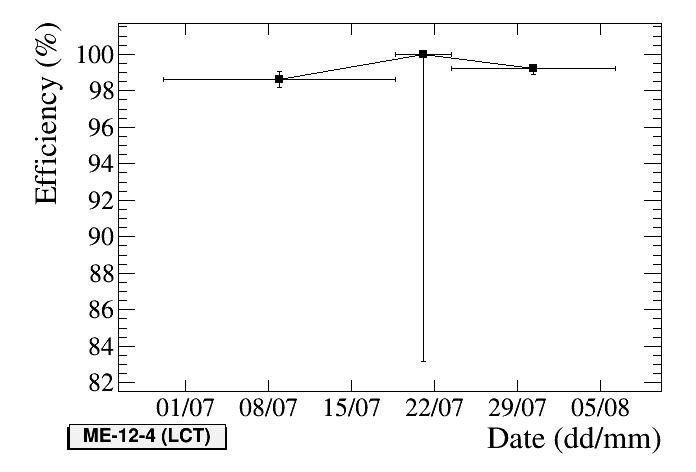 Efficiency (%)
100
98
96
94
92
90
88
86
84
82
01/07 08/07 15/07 22/07 29/07 05/08
ME-12-4 (LCT)
Date (dd/mm)